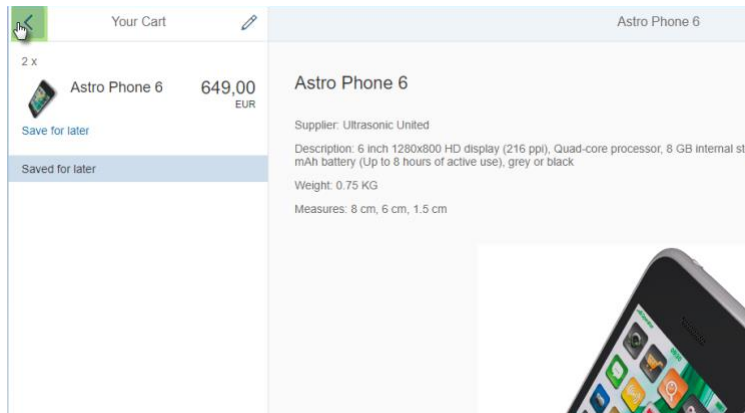 Your Cart
Astro Phone 6
2 x
Astro Phone 6
649,00
EUR
Save for later
Saved for later
Astro Phone 6
Supplier: Ultrasonic United
Description: 6 inch 1280x800 HD display (216 ppi), Quad-core processor, 8 GB internal
mAh battery (Up to 8 hours of active use), grey or black
Weight: 0.75 KG
Measures: 8 cm, 6 cm, 1.5 cm